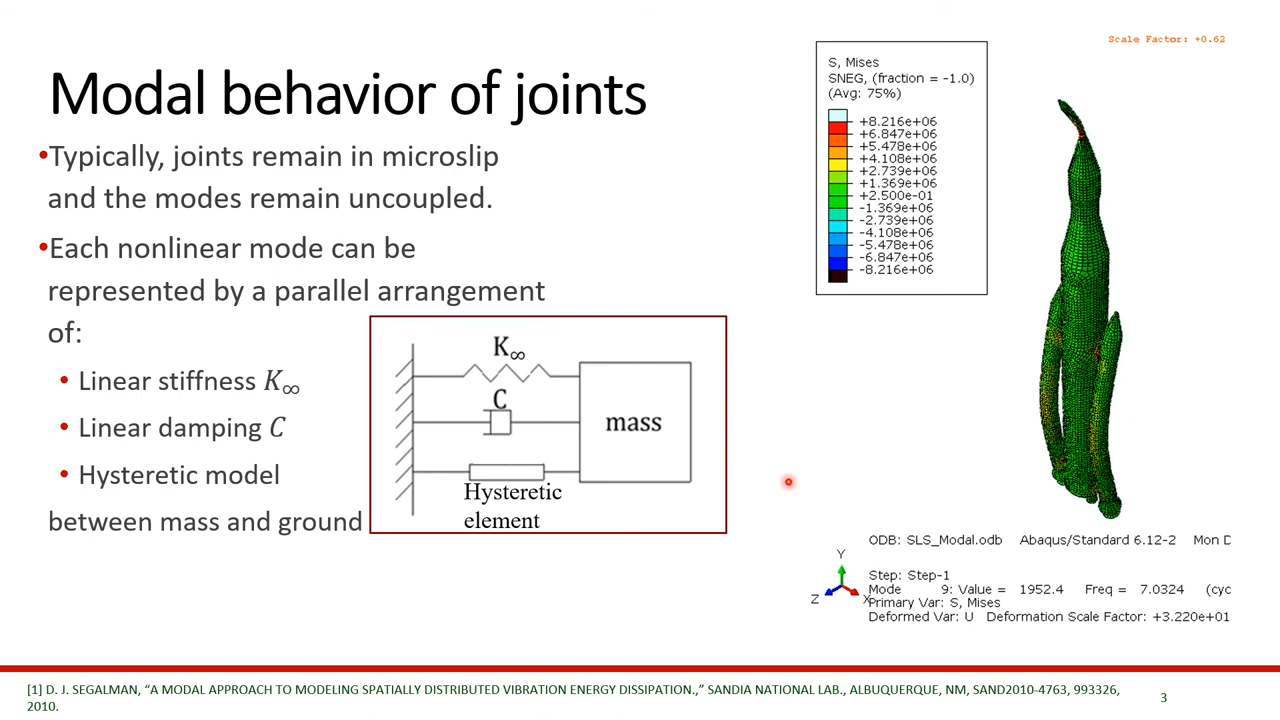 Modal behavior of joints
•Typically, joints remain in microslip
and the modes remain uncoupled.
•Each nonlinear mode can be
represented by a parallel arrangement
of:
• Linear stiffness K∞
• Linear damping C
• Hysteretic model
between mass and ground
K∞
C
mass
Hysteretic
element
Scale Factor: +0.62
S, Mises
SNEG, (fraction = -1.0)
(Avg: 75%)
+8.216e+06
+6.847e+06
+5.478e+06
+4.108e+06
+2.739e+06
+1.369e+06
+2.500e-01
-1.369e+06
-2.739e+06
-4.108e+06
-5.478e+06
-6.847e+06
-8.216e+06
Y
Z
X
ODB: SLS_Modal.odb Abaqus/Standard 6.12-2 Mon D
Step: Step-1
Mode 9: Value = 1952.4 Freq = 7.0324 (cyc
Primary Var: S, Mises
Deformed Var: U Deformation Scale Factor: +3.220e+01
[1] D. J. SEGALMAN, “A MODAL APPROACH TO MODELING SPATIALLY DISTRIBUTED VIBRATION ENERGY DISSIPATION.,” SANDIA NATIONAL LAB., ALBUQUERQUE, NM, SAND2010-4763, 993326,
2010.
3